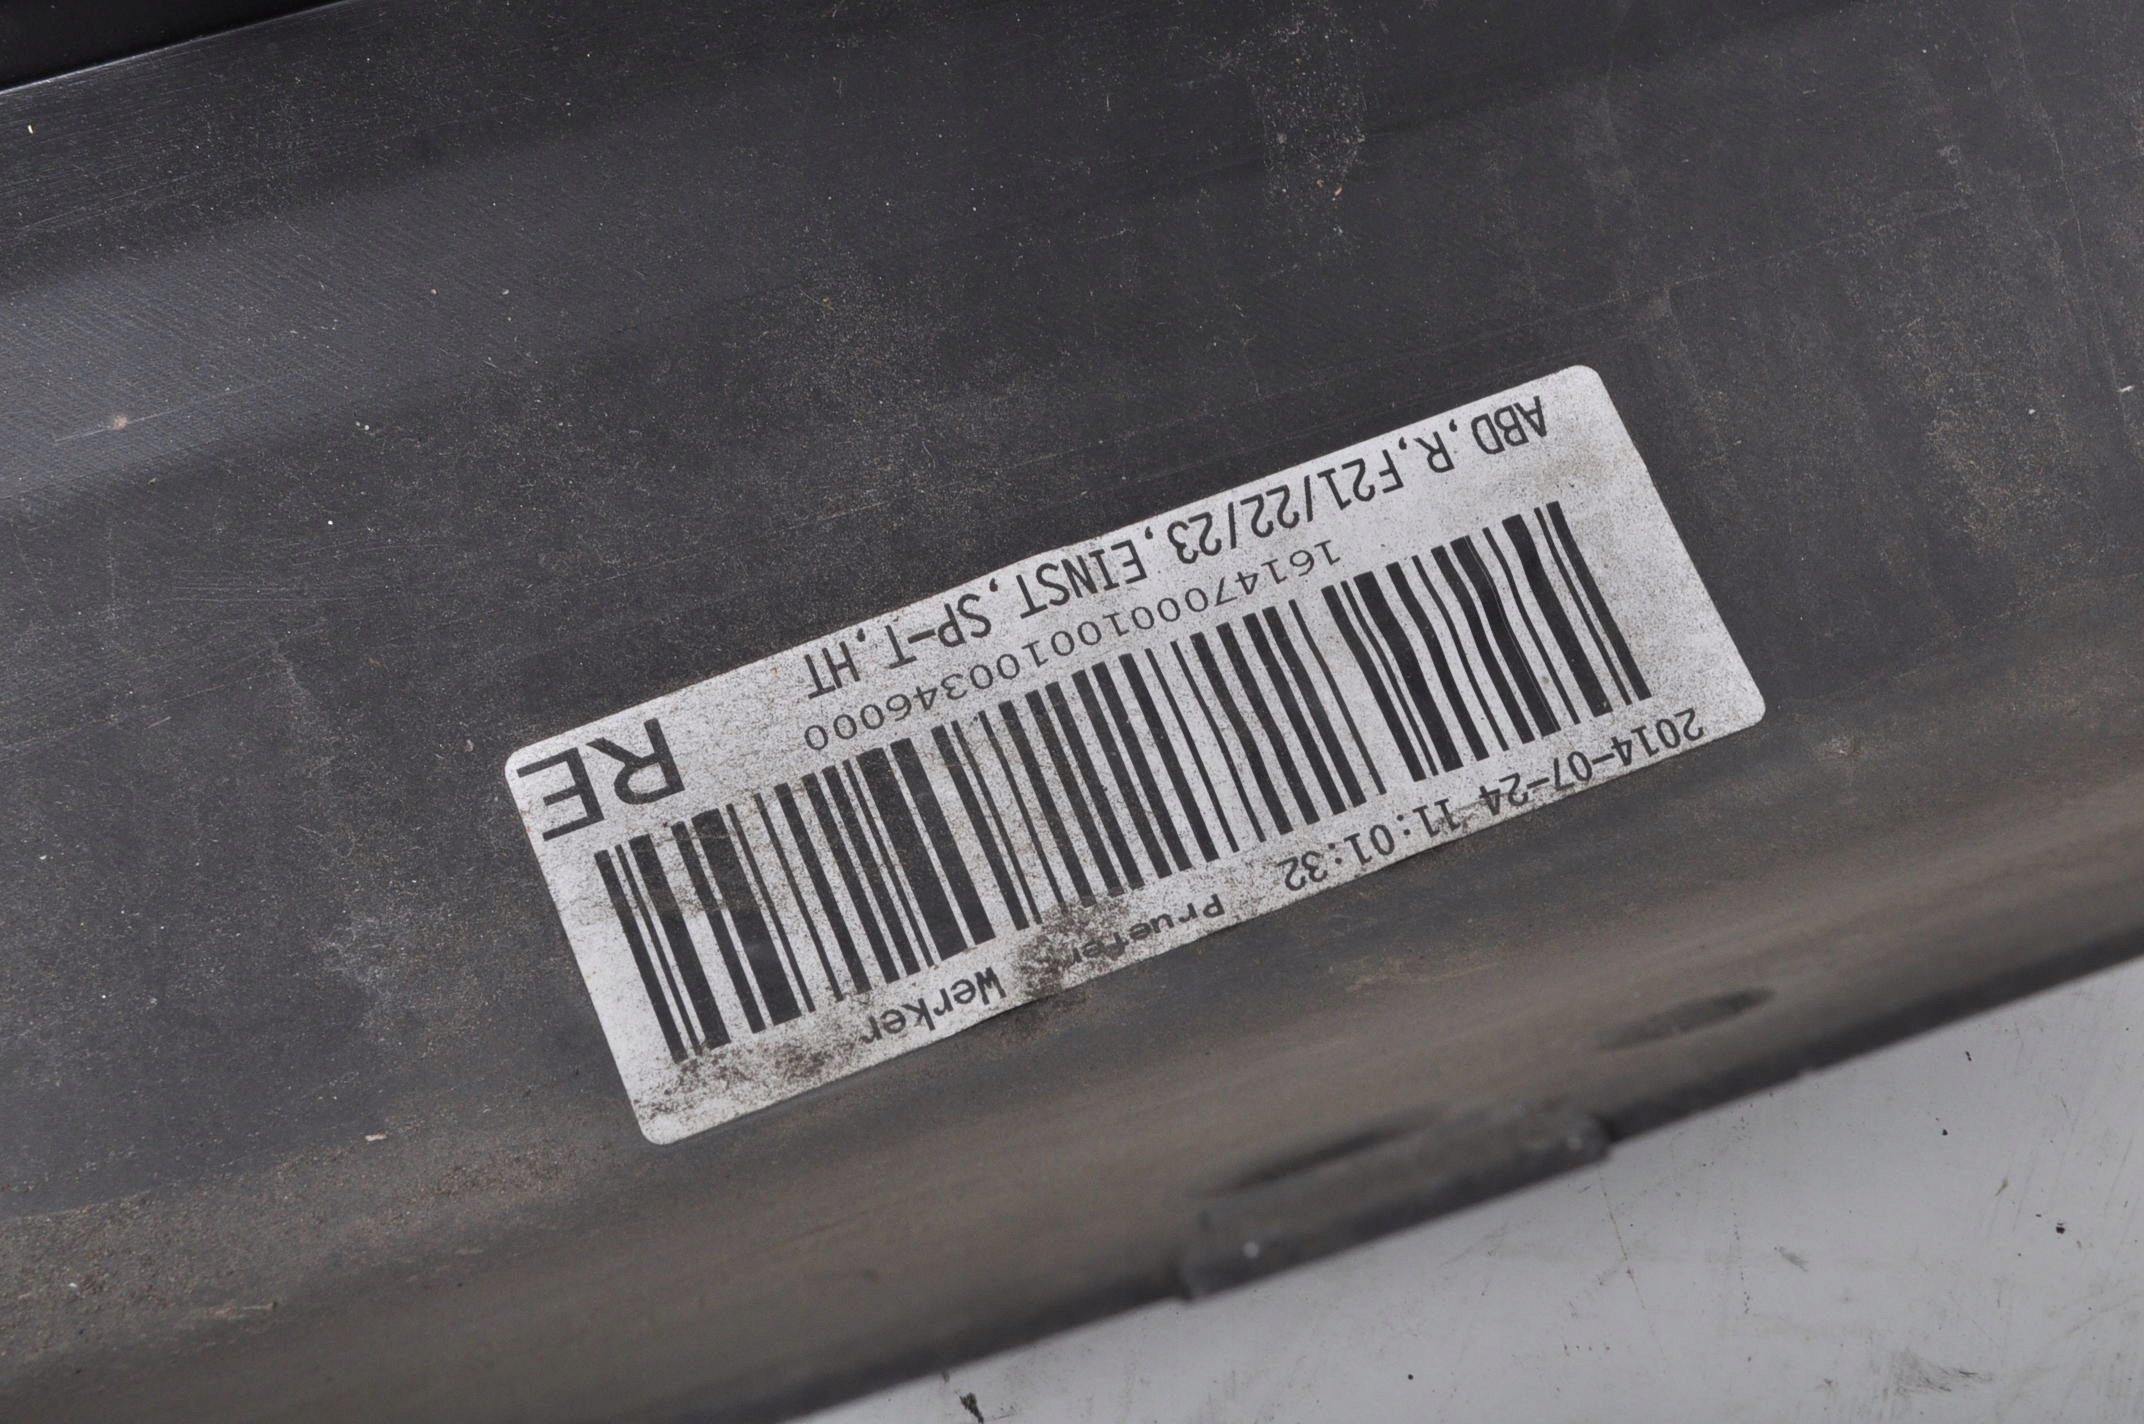 ABD,R,F21/22/23,EINST,SP-T,HT
16147000100100346000
RE
2014-07-24 11:01:32 Pruefer Werker